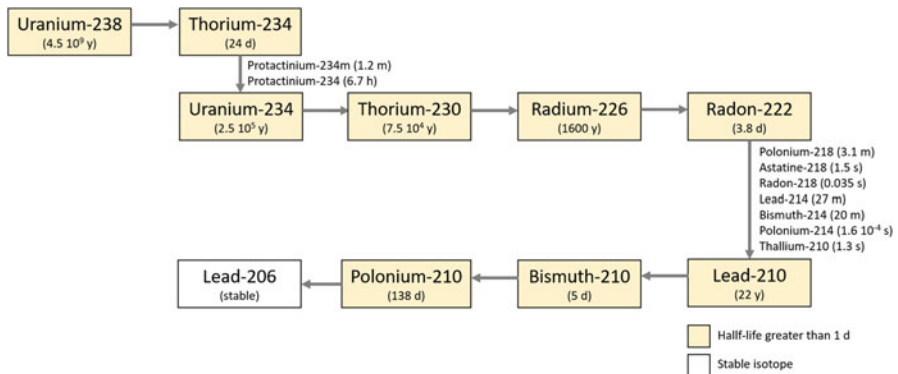 Uranium-238
(4.5 10⁹ y)
Thorium-234
(24 d)
Protactinium-234m (1.2 m)
Protactinium-234 (6.7 h)
Uranium-234
(2.5 10⁵ y)
Thorium-230
(7.5 10⁴ y)
Radium-226
(1600 y)
Radon-222
(3.8 d)
Polonium-218 (3.1 m)
Astatine-218 (1.5 s)
Radon-218 (0.035 s)
Lead-214 (27 m)
Bismuth-214 (20 m)
Polonium-214 (1.6 10⁻⁴ s)
Thallium-210 (1.3 s)
Lead-206
(stable)
Polonium-210
(138 d)
Bismuth-210
(5 d)
Lead-210
(22 y)
Hallf-life greater than 1 d
Stable isotope